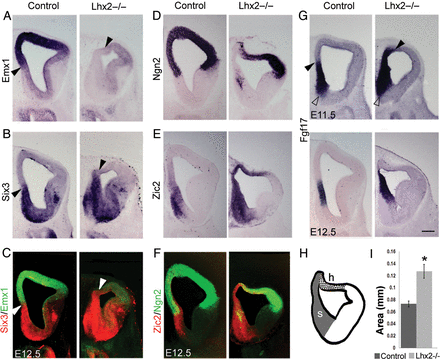 Control Lhx2–/–
Control Lhx2–/–
Control Lhx2–/–
A
Emx1
B
Six3
C
Six3/Emx1
E12.5
D
Ngn2
E
Zic2
F
Zic2/Ngn2
G
E11.5
Fgf17
E12.5
H
h
s
I
Area (mm)
0.16
0.14
0.12
0.1
0.08
0.06
0.04
0.02
0
*
Control Lhx2-/-